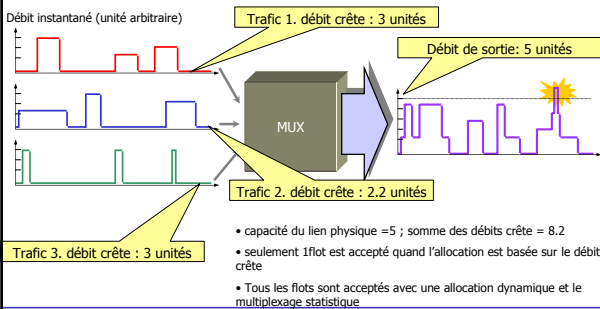 Débit instantané (unité arbitraire)
Trafic 1. débit crête : 3 unités
Débit de sortie: 5 unités
MUX
Trafic 2. débit crête : 2.2 unités
Trafic 3. débit crête : 3 unités
• capacité du lien physique =5 ; somme des débits crête = 8.2
• seulement 1flot est accepté quand l'allocation est basée sur le débit
crête
• Tous les flots sont acceptés avec une allocation dynamique et le
multiplexage statistique